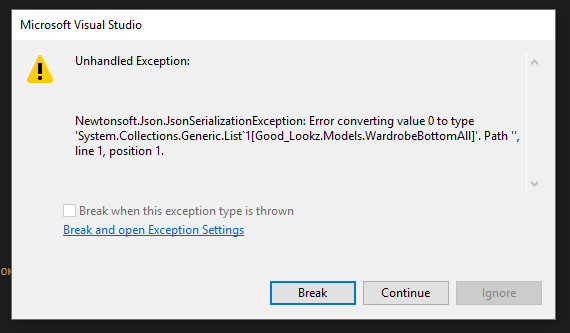 Microsoft Visual Studio
Unhandled Exception:
Newtonsoft.Json.JsonSerializationException: Error converting value 0 to type
'System.Collections.Generic.List`1[Good_Lookz.Models.WardrobeBottomAll]'. Path '',
line 1, position 1.
Break when this exception type is thrown
Break and open Exception Settings
ok
Break Continue Ignore